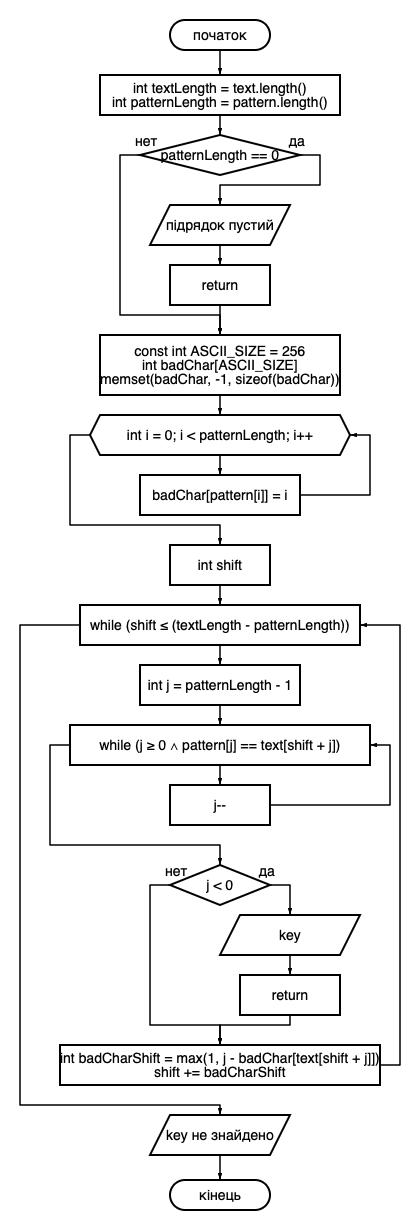 початок
int textLength = text.length()
int patternLength = pattern.length()
нет
да
patternLength == 0
підрядок пустий
return
const int ASCII_SIZE = 256
int badChar[ASCII_SIZE]
memset(badChar, -1, sizeof(badChar))
int i = 0; i < patternLength; i++
badChar[pattern[i]] = i
int shift
while (shift ≤ (textLength - patternLength))
int j = patternLength - 1
while (j ≥ 0 ∧ pattern[j] == text[shift + j])
j--
нет
да
j < 0
key
return
int badCharShift = max(1, j - badChar[text[shift + j]])
shift += badCharShift
key не знайдено
кінець